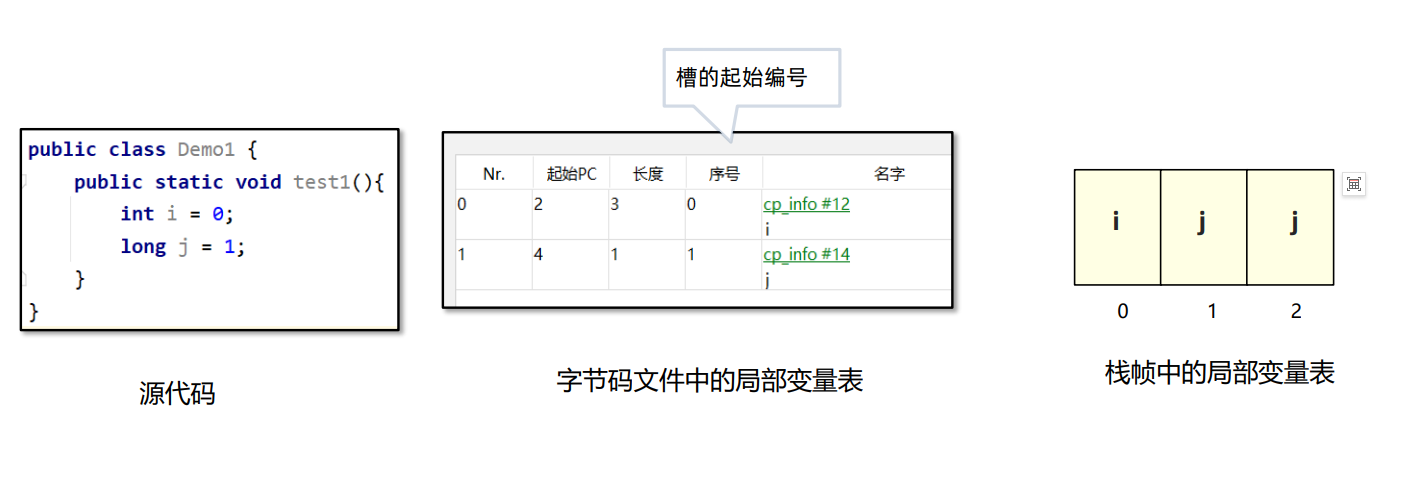 槽的起始编号
public class Demo1 {
public static void test1(){
int i = 0;
long j = 1;
}
}
源代码
Nr. 起始PC 长度 序号 名字
0 2 3 0 cp_info #12
i
1 4 1 1 cp_info #14
j
字节码文件中的局部变量表
i j j
0 1 2
栈帧中的局部变量表